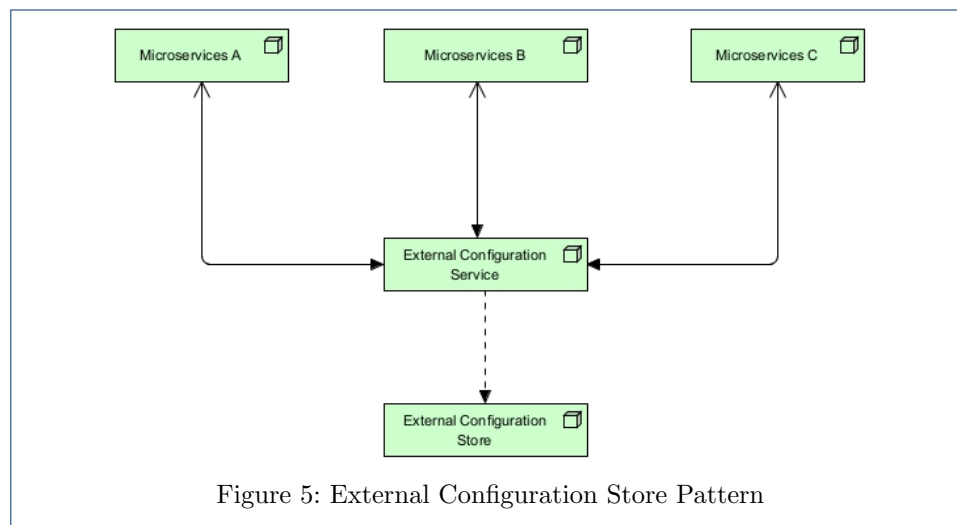 Microservices A
Microservices B
Microservices C
External Configuration
Service
External Configuration
Store
Figure 5: External Configuration Store Pattern